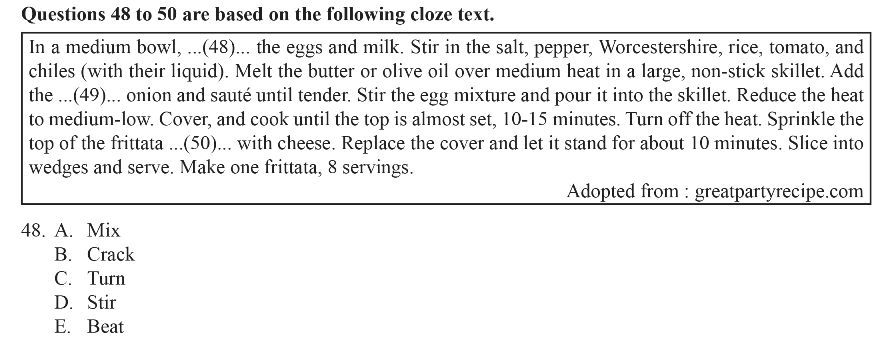 Questions 48 to 50 are based on the following cloze text.
In a medium bowl, ...(48)... the eggs and milk. Stir in the salt, pepper, Worcestershire, rice, tomato, and
chiles (with their liquid). Melt the butter or olive oil over medium heat in a large, non-stick skillet. Add
the ...(49)... onion and sauté until tender. Stir the egg mixture and pour it into the skillet. Reduce the heat
to medium-low. Cover, and cook until the top is almost set, 10-15 minutes. Turn off the heat. Sprinkle the
top of the frittata ...(50)... with cheese. Replace the cover and let it stand for about 10 minutes. Slice into
wedges and serve. Make one frittata, 8 servings.
Adopted from : greatpartyrecipe.com
48. A. Mix
B. Crack
C. Turn
D. Stir
E. Beat